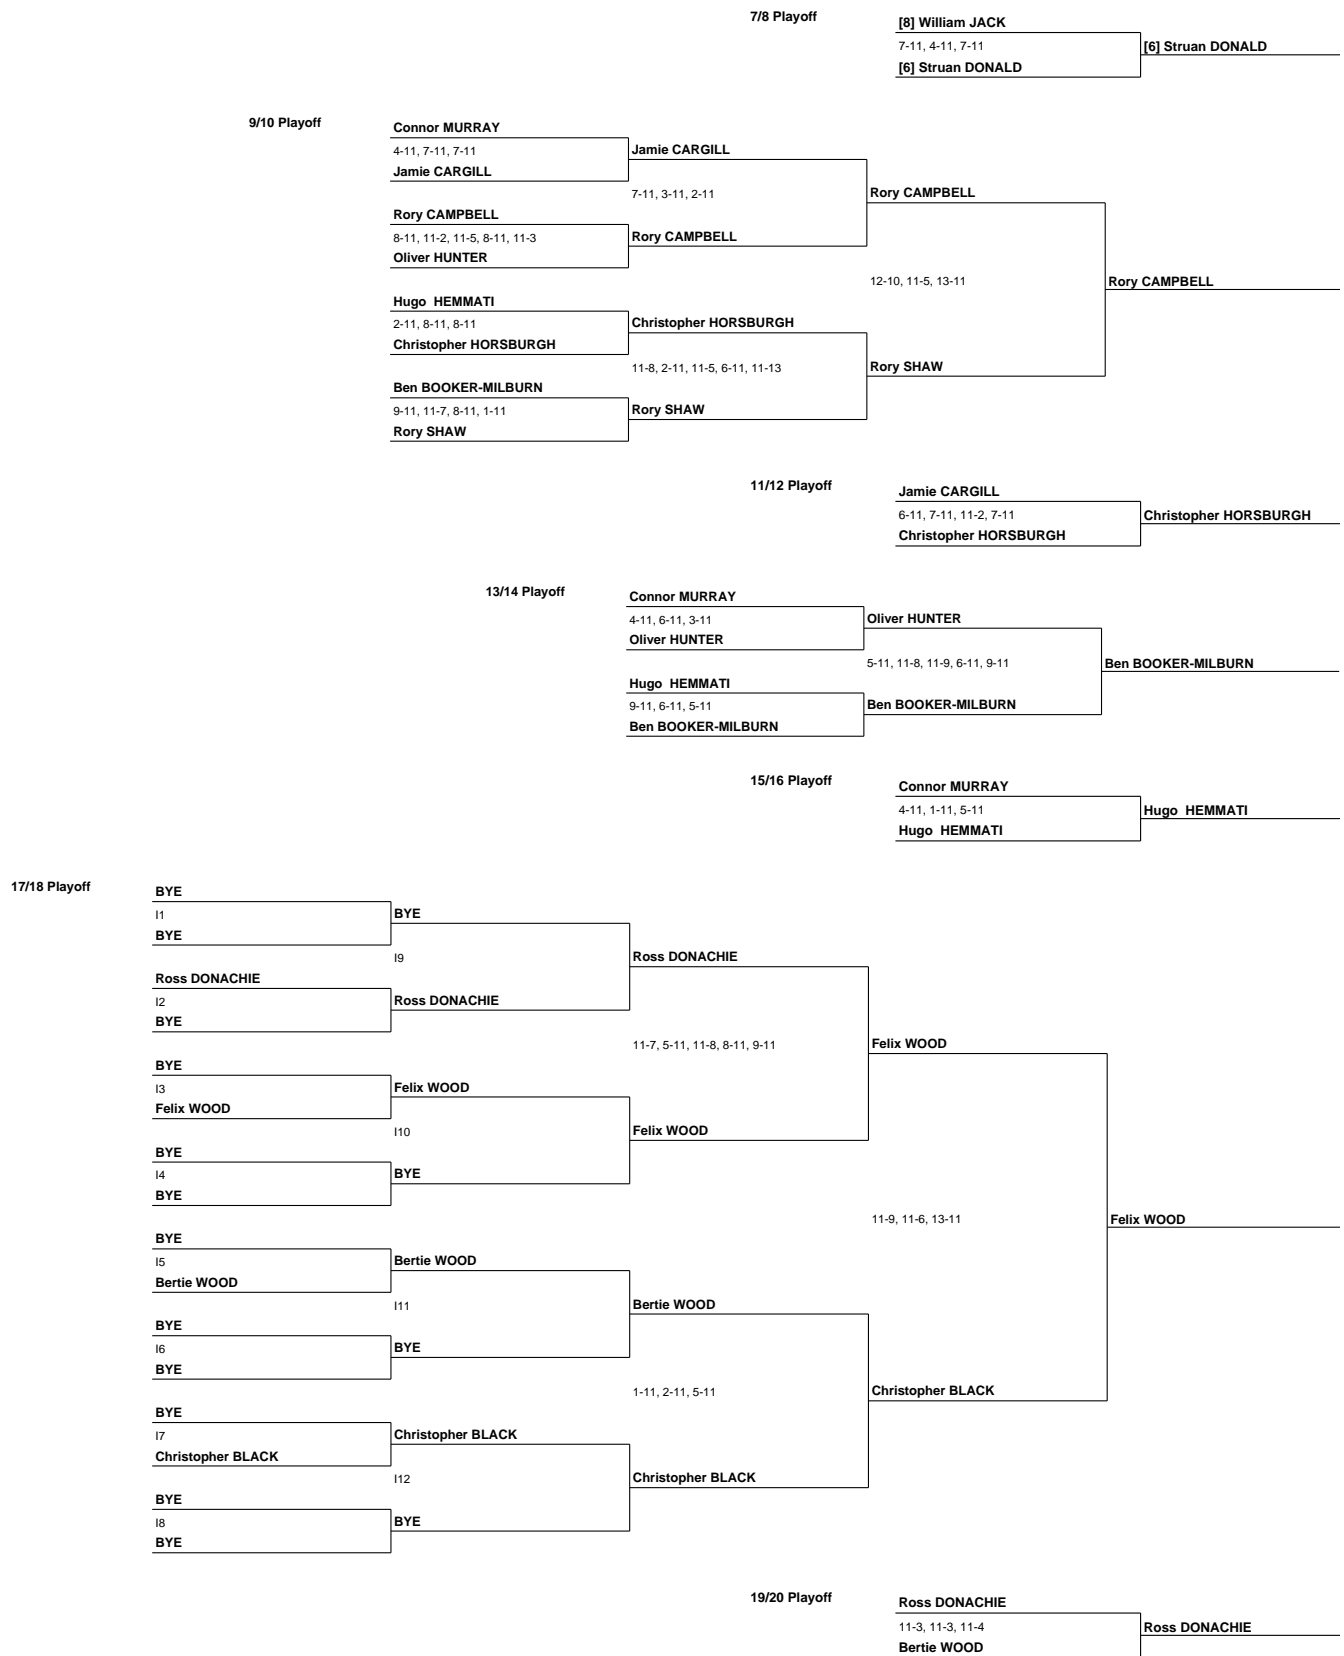 7/8 Playoff
[8] William JACK
7-11, 4-11, 7-11
[6] Struan DONALD
[6] Struan DONALD
9/10 Playoff
Connor MURRAY
4-11, 7-11, 7-11
Jamie CARGILL
Jamie CARGILL
7-11, 3-11, 2-11
Rory CAMPBELL
Rory CAMPBELL
8-11, 11-2, 11-5, 8-11, 11-3
Rory CAMPBELL
Oliver HUNTER
12-10, 11-5, 13-11
Rory CAMPBELL
Hugo HEMMATI
2-11, 8-11, 8-11
Christopher HORSBURGH
Christopher HORSBURGH
11-8, 2-11, 11-5, 6-11, 11-13
Rory SHAW
Ben BOOKER-MILBURN
9-11, 11-7, 8-11, 1-11
Rory SHAW
Rory SHAW
11/12 Playoff
Jamie CARGILL
6-11, 7-11, 11-2, 7-11
Christopher HORSBURGH
Christopher HORSBURGH
13/14 Playoff
Connor MURRAY
4-11, 6-11, 3-11
Oliver HUNTER
Oliver HUNTER
5-11, 11-8, 11-9, 6-11, 9-11
Ben BOOKER-MILBURN
Hugo HEMMATI
9-11, 6-11, 5-11
Ben BOOKER-MILBURN
Ben BOOKER-MILBURN
15/16 Playoff
Connor MURRAY
4-11, 1-11, 5-11
Hugo HEMMATI
Hugo HEMMATI
17/18 Playoff
BYE
I1
BYE
BYE
I9
Ross DONACHIE
Ross DONACHIE
I2
Ross DONACHIE
BYE
11-7, 5-11, 11-8, 8-11, 9-11
Felix WOOD
BYE
I3
Felix WOOD
Felix WOOD
I10
Felix WOOD
BYE
I4
BYE
BYE
11-9, 11-6, 13-11
Felix WOOD
BYE
I5
Bertie WOOD
Bertie WOOD
I11
Bertie WOOD
BYE
I6
BYE
BYE
1-11, 2-11, 5-11
Christopher BLACK
BYE
I7
Christopher BLACK
Christopher BLACK
I12
Christopher BLACK
BYE
I8
BYE
BYE
19/20 Playoff
Ross DONACHIE
11-3, 11-3, 11-4
Ross DONACHIE
Bertie WOOD